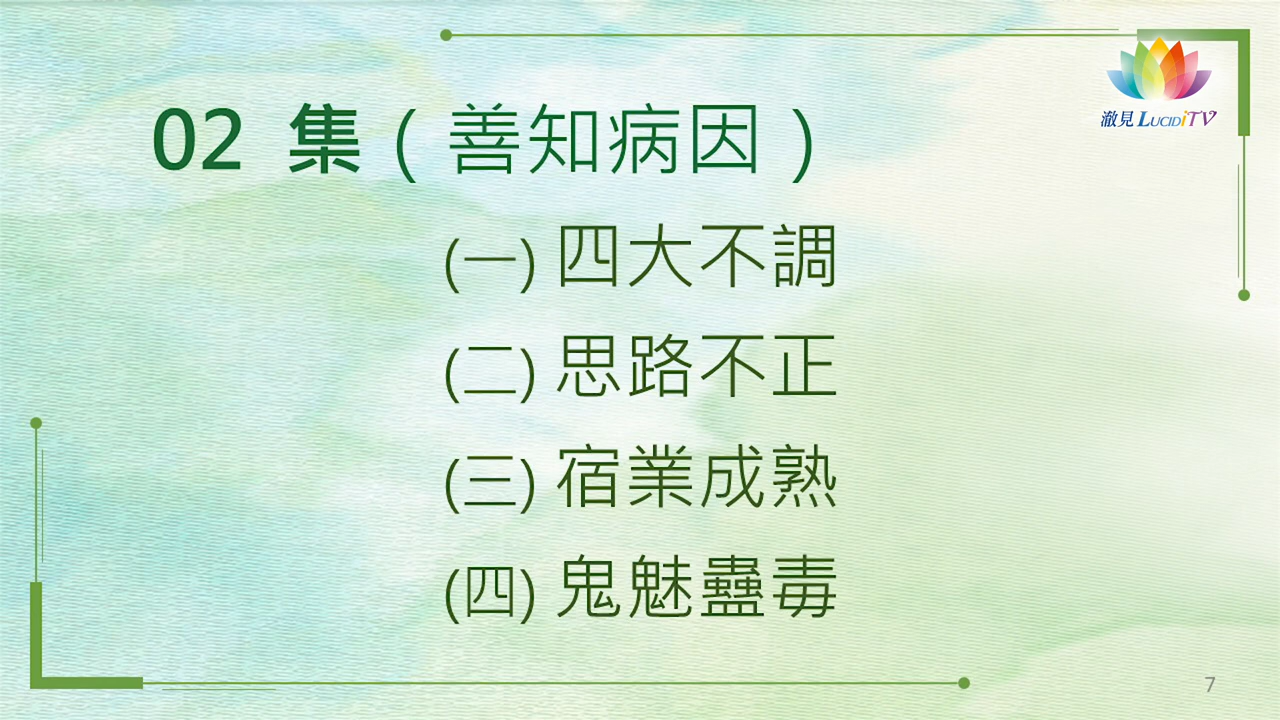 澈見 LUCIDiTV
02 集（善知病因）
(一) 四大不調
(二) 思路不正
(三) 宿業成熟
(四) 鬼魅蠱毒
7